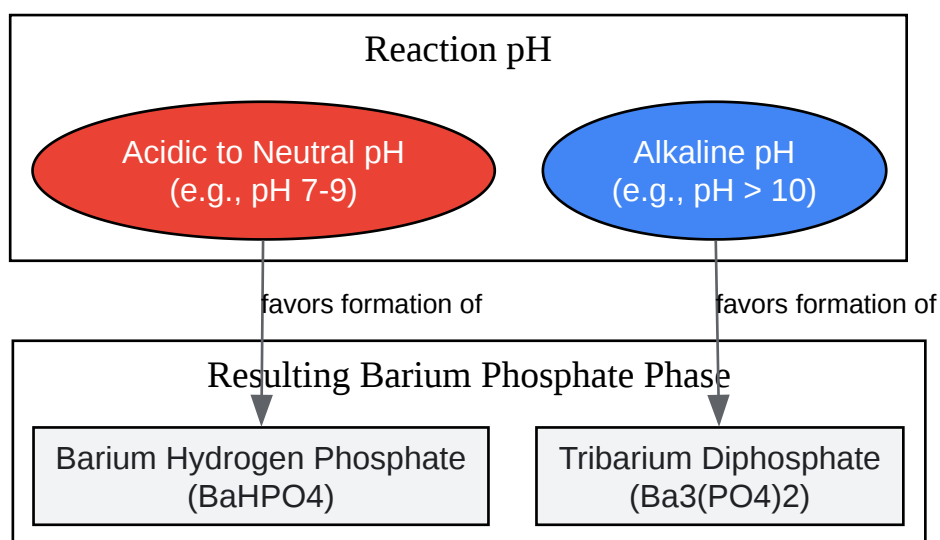 Reaction pH
Acidic to Neutral pH
(e.g., pH 7-9)
Alkaline pH
(e.g., pH > 10)
favors formation of
favors formation of
Resulting Barium Phosphate Phase
Barium Hydrogen Phosphate
(BaHPO4)
Tribarium Diphosphate
(Ba3(PO4)2)